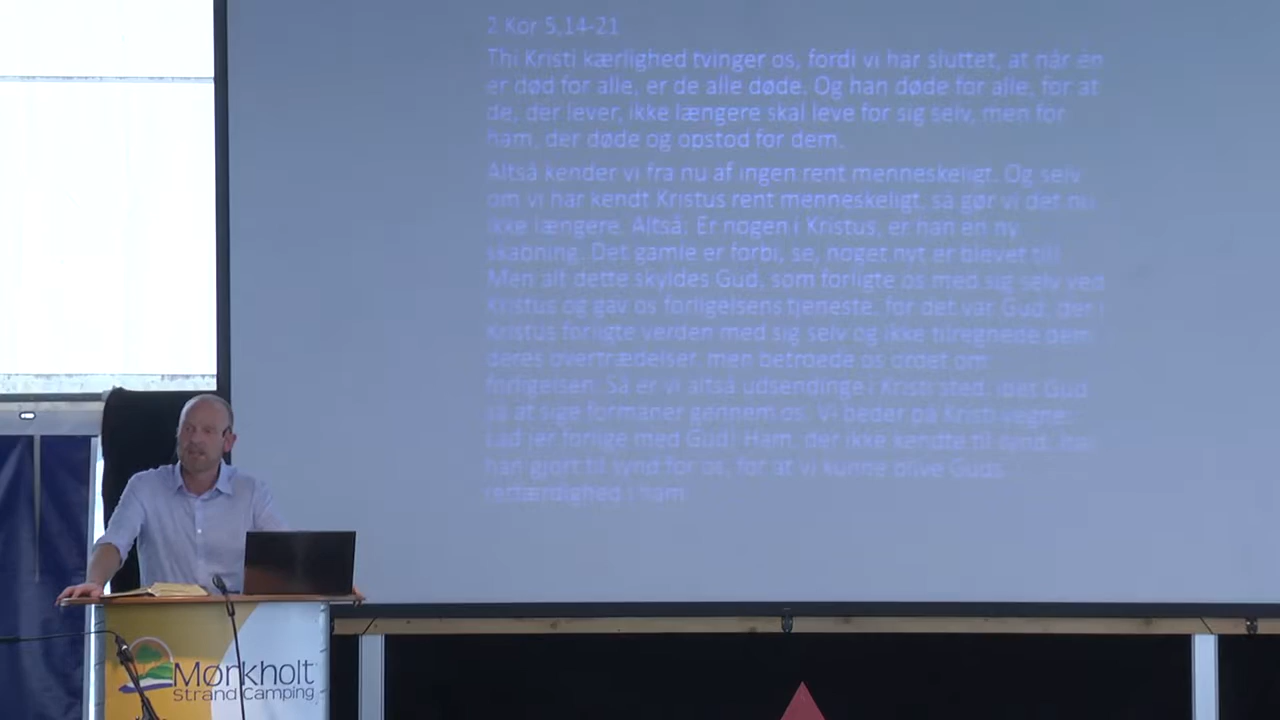 2 Kor 5,14-21
Thi Kristi kærlighed tvinger os, fordi vi har sluttet, at når én
er død for alle, er de alle døde. Og han døde for alle, for at
de, der lever, ikke længere skal leve for sig selv, men for
ham, der døde og opstod for dem.
Altså kender vi fra nu af ingen rent menneskeligt. Og selv
om vi har kendt Kristus rent menneskeligt, så gør vi det nu
ikke længere. Altså: Er nogen i Kristus, er han en ny
skabning. Det gamle er forbi, se, noget nyt er blevet til!
Men alt dette skyldes Gud, som forligte os med sig selv ved
Kristus og gav os forligelsens tjeneste, for det var Gud, der i
Kristus forligte verden med sig selv og ikke tilregnede dem
deres overtrædelser, men betroede os ordet om
forligelsen. Så er vi altså udsendinge i Kristi sted, idet Gud
så at sige formaner gennem os. Vi beder på Kristi vegne:
Lad jer forlige med Gud! Ham, der ikke kendte til synd, har
han gjort til synd for os, for at vi kunne blive Guds
retfærdighed i ham
Mørkholt
Strand Camping